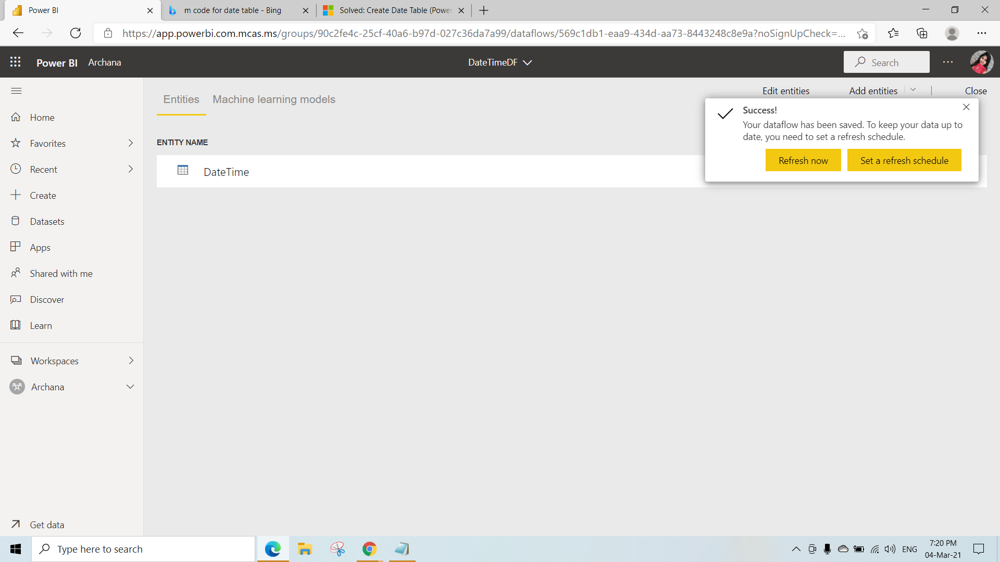 Power BI
m code for date table - Bing
Solved: Create Date Table (Power
https://app.powerbi.com.mcas.ms/groups/90c2fe4c-25cf-40a6-b97d-027c36da7a99/dataflows/569c1db1-eaa9-434d-aa73-8443248c8e9a?noSignUpCheck=...
Power BI Archana
DateTimeDF
Search
Entities
Machine learning models
Edit entities
Add entities
Close
Success!
Your dataflow has been saved. To keep your data up to
date, you need to set a refresh schedule.
Refresh now
Set a refresh schedule
ENTITY NAME
DateTime
Home
Favorites
Recent
Create
Datasets
Apps
Shared with me
Discover
Learn
Workspaces
Archana
Get data
Type here to search
ENG
7:20 PM
04-Mar-21